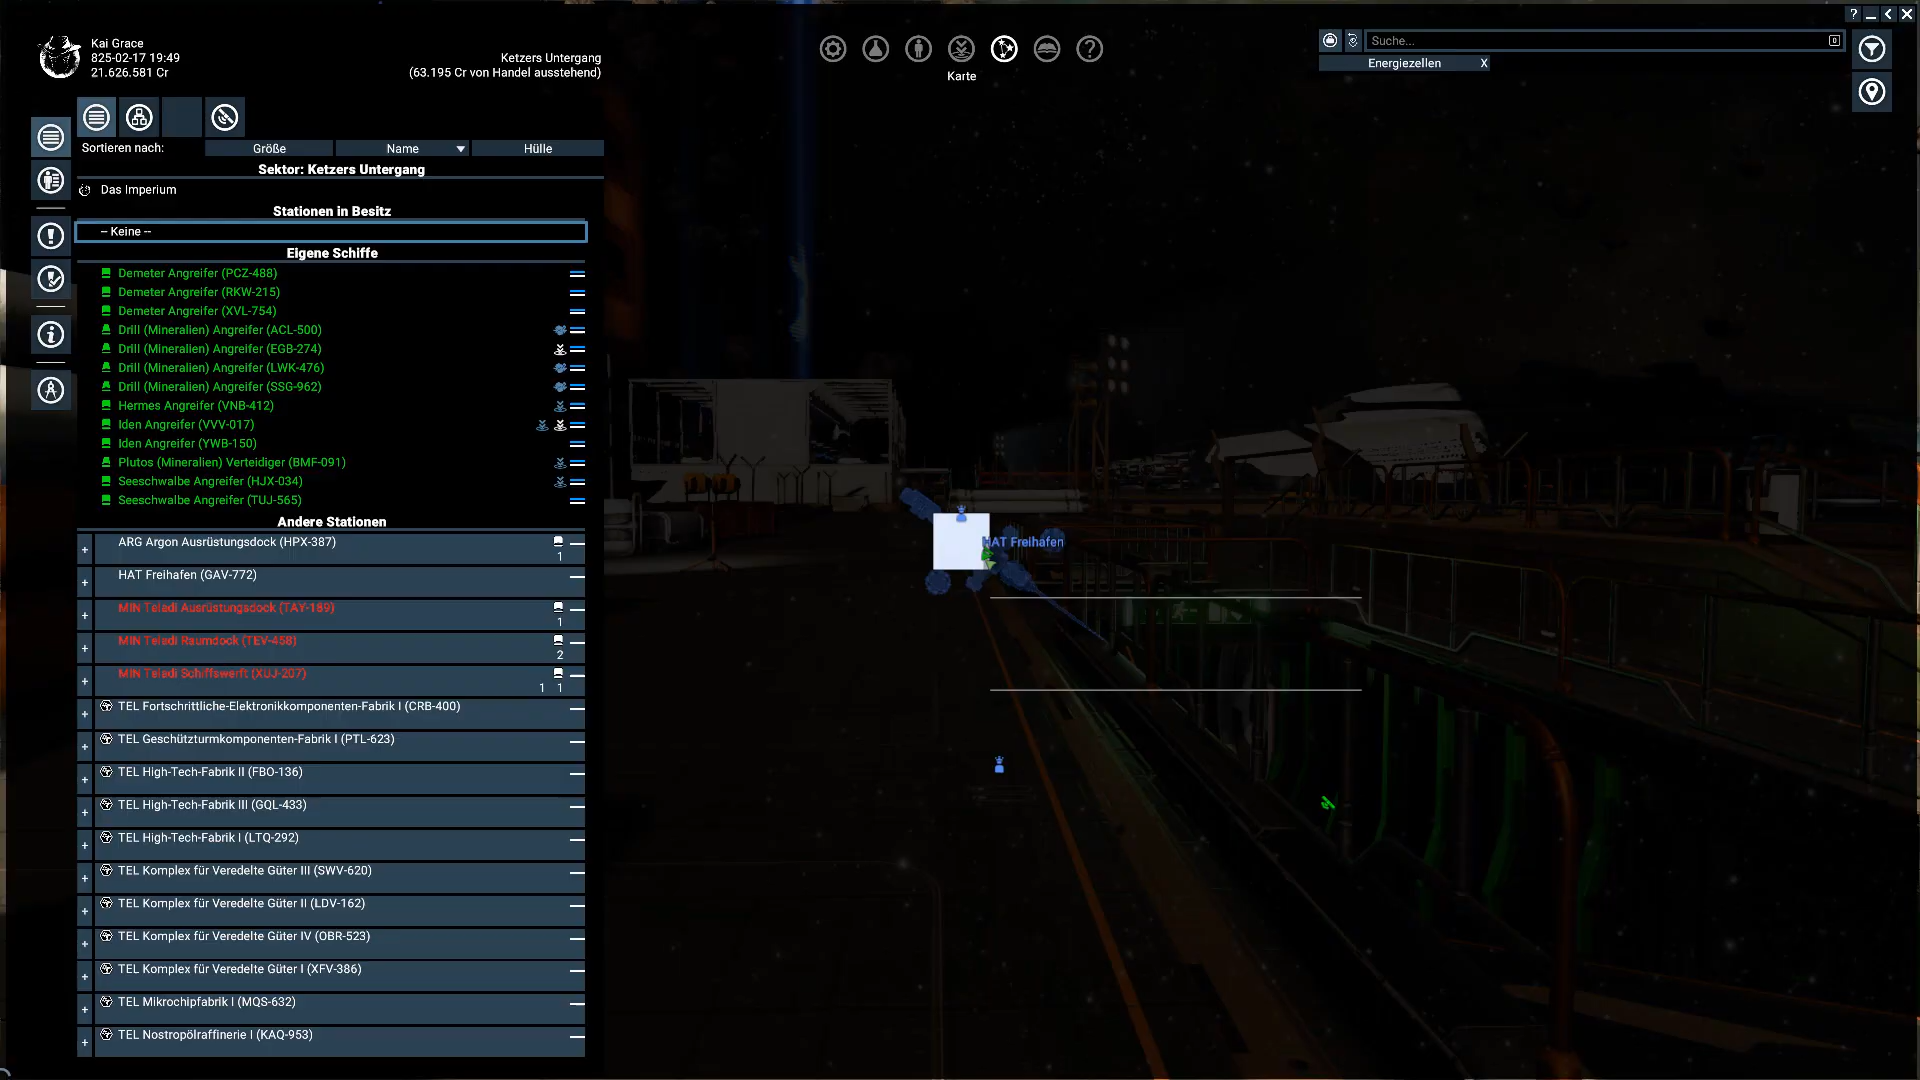 Kai Grace
825-02-17 19:49
21.626.581 Cr
Ketzers Untergang
(63.195 Cr von Handel ausstehend)
Karte
Suche...
Energiezellen X
Sortieren nach:
Größe
Name
Hülle
Sektor: Ketzers Untergang
Das Imperium
Stationen in Besitz
-- Keine --
Eigene Schiffe
Demeter Angreifer (PCZ-488)
Demeter Angreifer (RKW-215)
Demeter Angreifer (XVL-754)
Drill (Mineralien) Angreifer (ACL-500)
Drill (Mineralien) Angreifer (EGB-274)
Drill (Mineralien) Angreifer (LWK-476)
Drill (Mineralien) Angreifer (SSG-962)
Hermes Angreifer (VNB-412)
Iden Angreifer (VVV-017)
Iden Angreifer (YWB-150)
Plutos (Mineralien) Verteidiger (BMF-091)
Seeschwalbe Angreifer (HJX-034)
Seeschwalbe Angreifer (TUJ-565)
Andere Stationen
ARG Argon Ausrüstungsdock (HPX-387)
1
HAT Freihafen (GAV-772)
MIN Teladi Ausrüstungsdock (TAY-189)
1
MIN Teladi Raumdock (TEV-458)
2
MIN Teladi Schiffswerft (XUJ-207)
1 1
TEL Fortschrittliche-Elektronikkomponenten-Fabrik I (CRB-400)
TEL Geschützturmkomponenten-Fabrik I (PTL-623)
TEL High-Tech-Fabrik II (FBO-136)
TEL High-Tech-Fabrik III (GQL-433)
TEL High-Tech-Fabrik I (LTQ-292)
TEL Komplex für Veredelte Güter III (SWV-620)
TEL Komplex für Veredelte Güter II (LDV-162)
TEL Komplex für Veredelte Güter IV (OBR-523)
TEL Komplex für Veredelte Güter I (XFV-386)
TEL Mikrochipfabrik I (MQS-632)
TEL Nostropölraffinerie I (KAQ-953)
HAT Freihafen